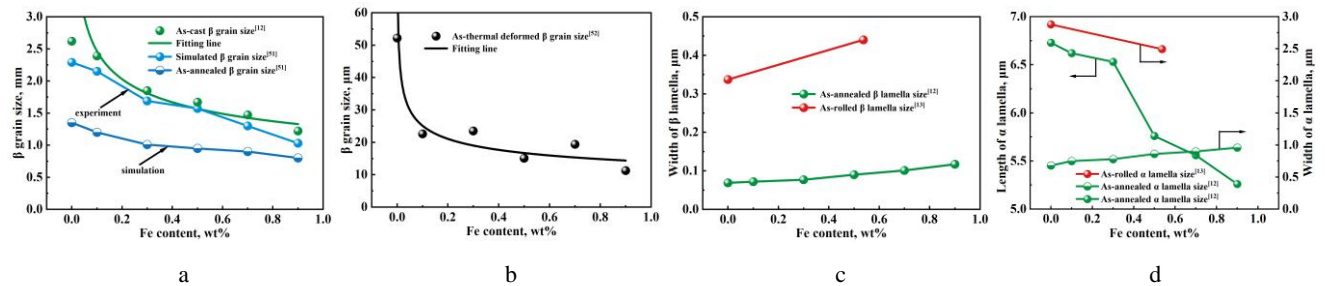 3.0
2.5
2.0
1.5
1.0
0.5
0.0
β grain size, mm
As-cast β grain size[12]
Fitting line
Simulated β grain size[51]
As-annealed β grain size[51]
experiment
simulation
0.0 0.2 0.4 0.6 0.8 1.0
Fe content, wt%
a
60
50
40
30
20
10
0
β grain size, μm
As-thermal deformed β grain size[52]
Fitting line
0.0 0.2 0.4 0.6 0.8 1.0
Fe content, wt%
b
0.5
0.4
0.3
0.2
0.1
0.0
Width of β lamella, μm
As-annealed β lamella size[12]
As-rolled β lamella size[13]
0.0 0.2 0.4 0.6 0.8 1.0
Fe content, wt%
c
7.0
6.5
6.0
5.5
5.0
Length of α lamella, μm
3.0
2.5
2.0
1.5
1.0
0.5
0.0
Width of α lamella, μm
As-rolled α lamella size[13]
As-annealed α lamella size[12]
As-annealed α lamella size[12]
0.0 0.2 0.4 0.6 0.8 1.0
Fe content, wt%
d